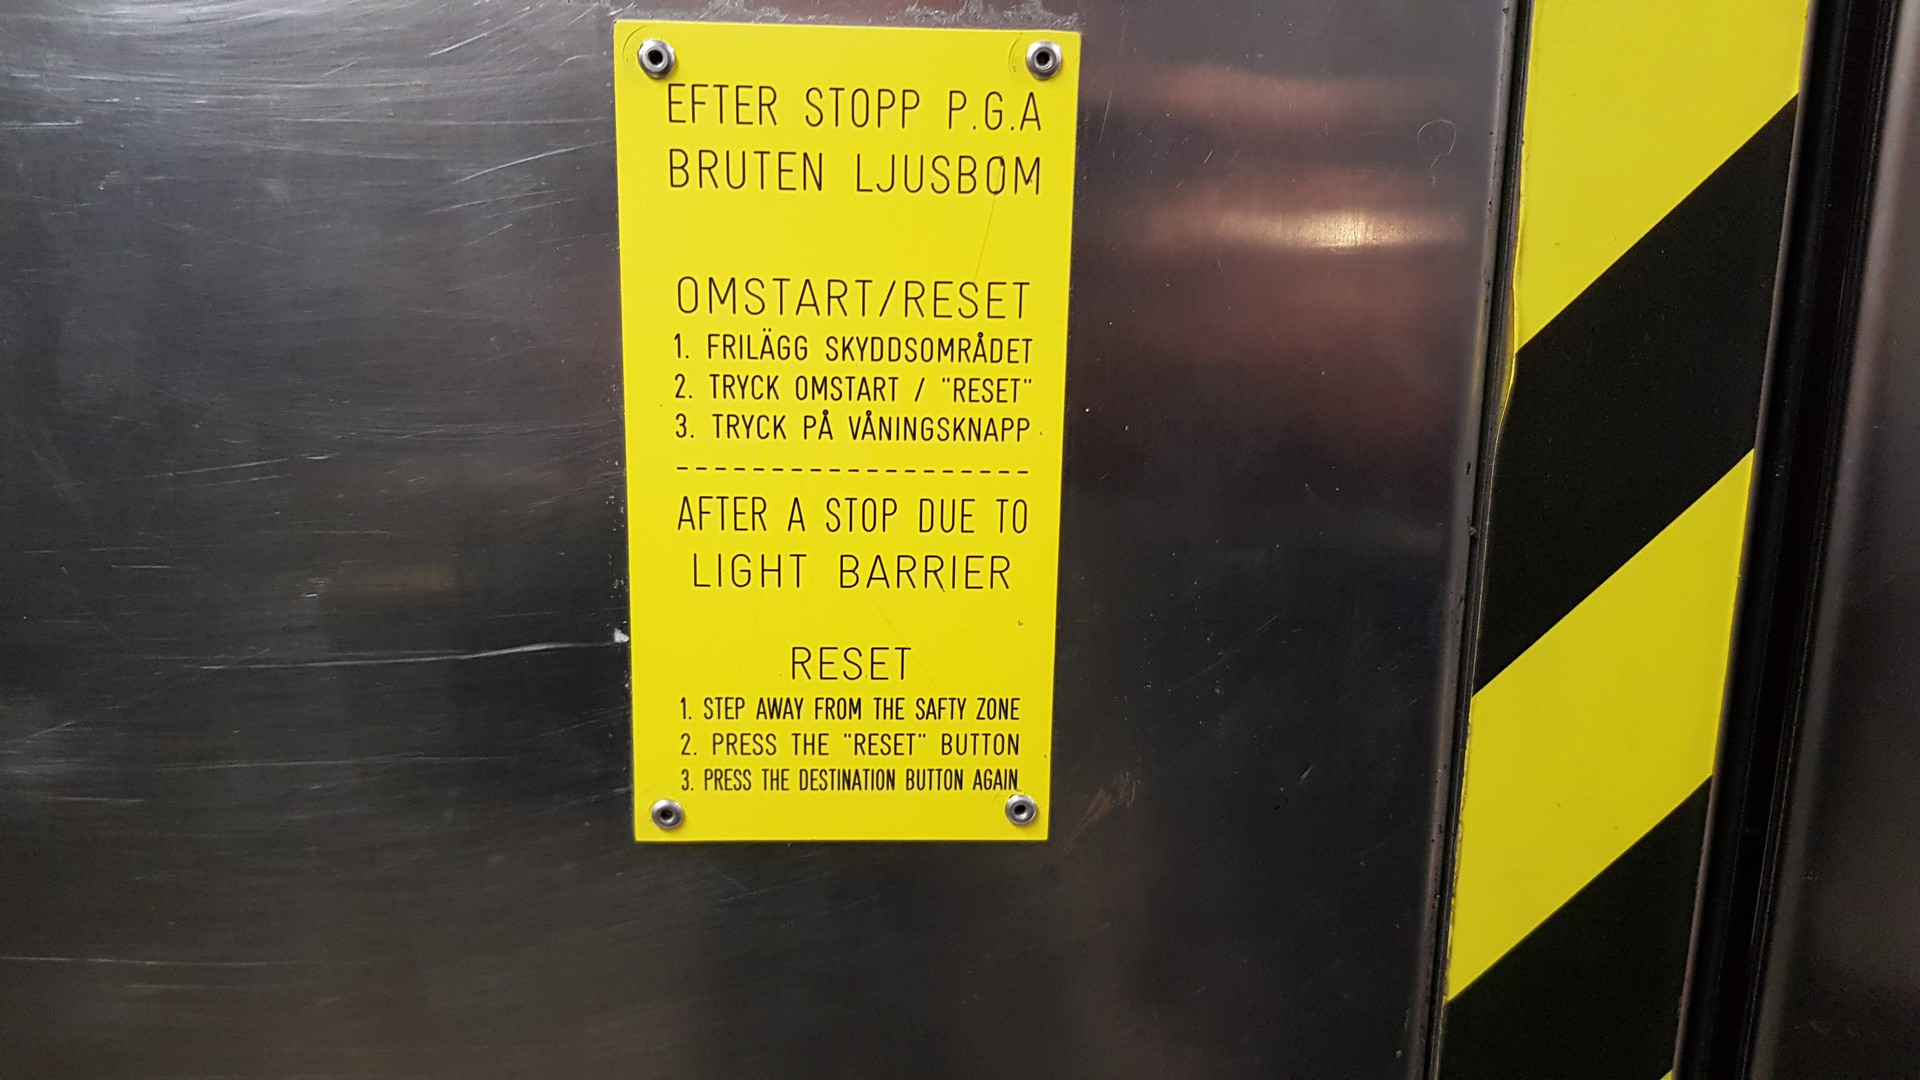 EFTER STOPP P.G.A
BRUTEN LJUSBOM
OMSTART/RESET
1. FRILÄGG SKYDDSOMRÅDET
2. TRYCK OMSTART / "RESET"
3. TRYCK PÅ VÅNINGSKNAPP
-------------------
AFTER A STOP DUE TO
LIGHT BARRIER
RESET
1. STEP AWAY FROM THE SAFTY ZONE
2. PRESS THE "RESET" BUTTON
3. PRESS THE DESTINATION BUTTON AGAIN